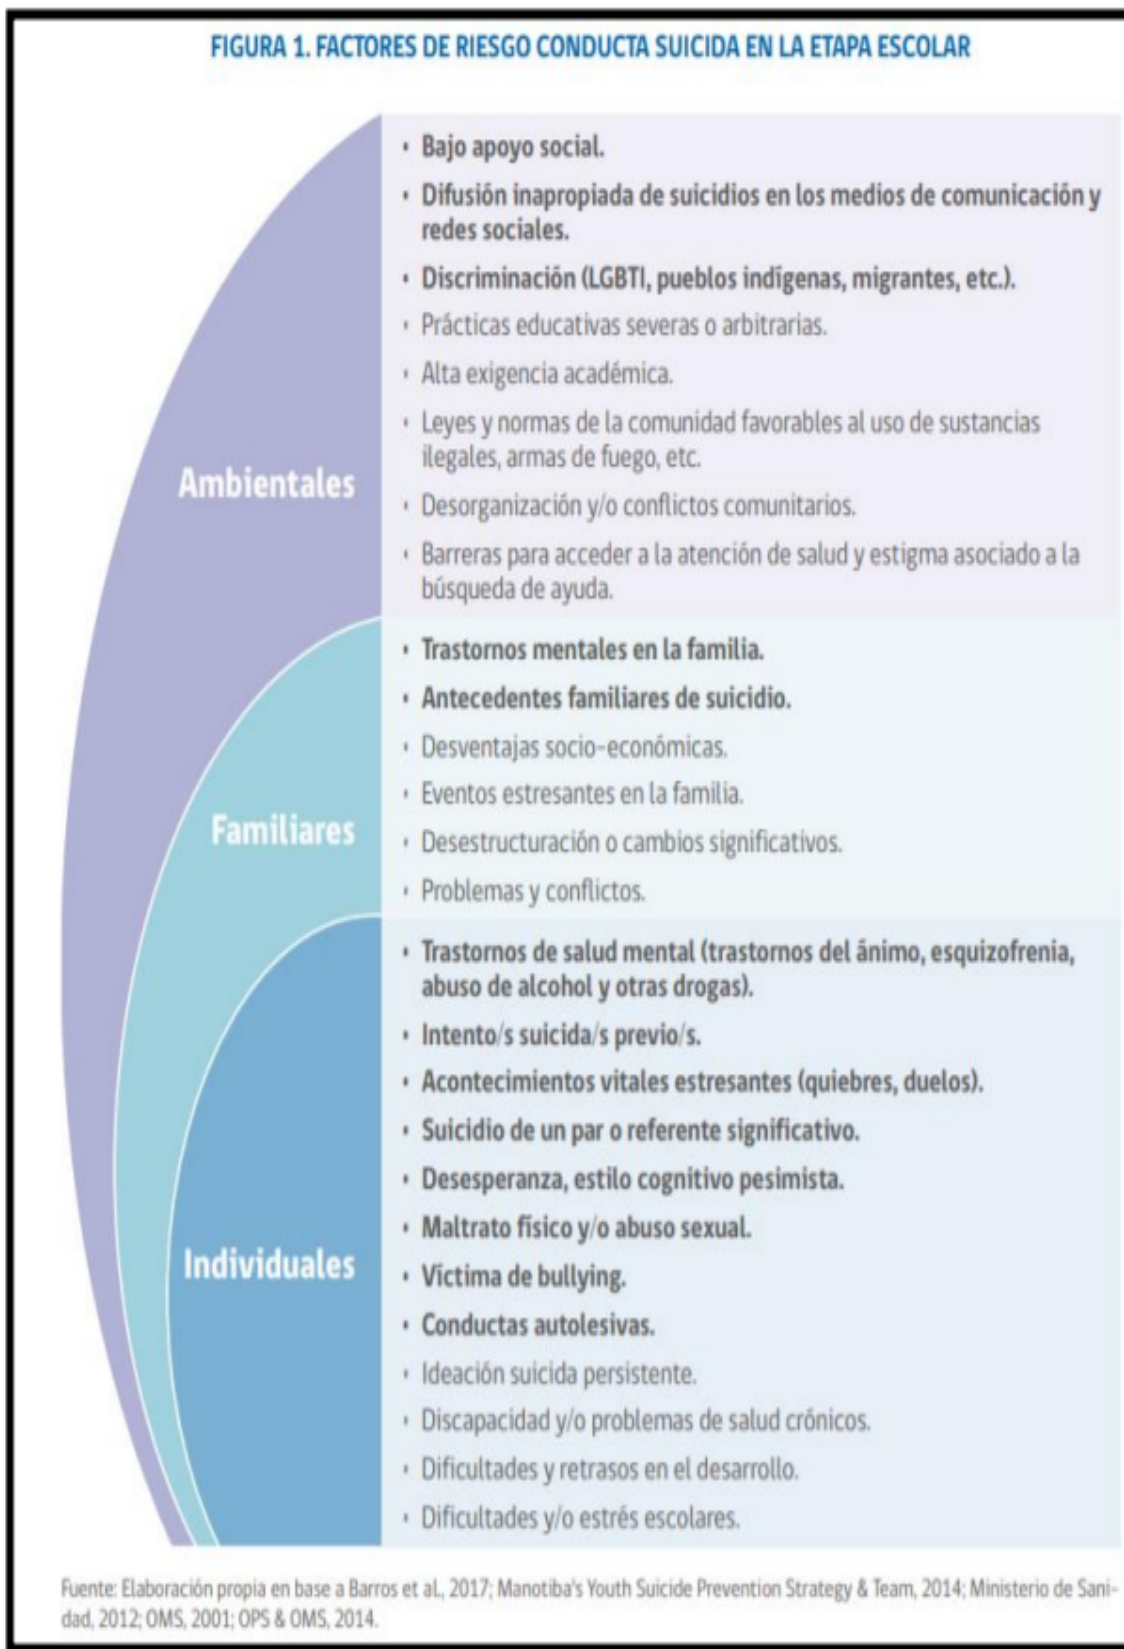 FIGURA 1. FACTORES DE RIESGO CONDUCTA SUICIDA EN LA ETAPA ESCOLAR
Ambientales
• Bajo apoyo social.
• Difusión inapropiada de suicidios en los medios de comunicación y
redes sociales.
• Discriminación (LGBTI, pueblos indígenas, migrantes, etc.).
• Prácticas educativas severas o arbitrarias.
• Alta exigencia académica.
• Leyes y normas de la comunidad favorables al uso de sustancias
ilegales, armas de fuego, etc.
• Desorganización y/o conflictos comunitarios.
• Barreras para acceder a la atención de salud y estigma asociado a la
búsqueda de ayuda.
Familiares
• Trastornos mentales en la familia.
• Antecedentes familiares de suicidio.
• Desventajas socio-económicas.
• Eventos estresantes en la familia.
• Desestructuración o cambios significativos.
• Problemas y conflictos.
Individuales
• Trastornos de salud mental (trastornos del ánimo, esquizofrenia,
abuso de alcohol y otras drogas).
• Intento/s suicida/s previo/s.
• Acontecimientos vitales estresantes (quiebres, duelos).
• Suicidio de un par o referente significativo.
• Desesperanza, estilo cognitivo pesimista.
• Maltrato físico y/o abuso sexual.
• Víctima de bullying.
• Conductas autolesivas.
• Ideación suicida persistente.
• Discapacidad y/o problemas de salud crónicos.
• Dificultades y retrasos en el desarrollo.
• Dificultades y/o estrés escolares.
Fuente: Elaboración propia en base a Barros et al., 2017; Manotiba's Youth Suicide Prevention Strategy & Team, 2014; Ministerio de Sani-
dad, 2012; OMS, 2001; OPS & OMS, 2014.